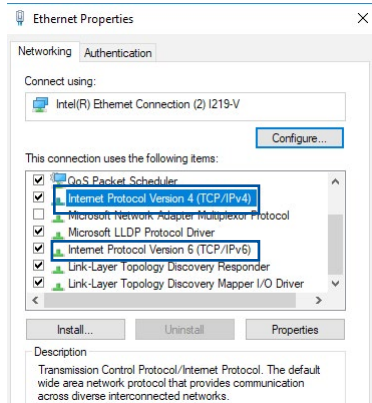 Ethernet Properties
Networking
Authentication
Connect using:
Intel(R) Ethernet Connection (2) I219-V
Configure...
This connection uses the following items:
QoS Packet Scheduler
Internet Protocol Version 4 (TCP/IPv4)
Microsoft Network Adapter Multiplexor Protocol
Microsoft LLDP Protocol Driver
Internet Protocol Version 6 (TCP/IPv6)
Link-Layer Topology Discovery Responder
Link-Layer Topology Discovery Mapper I/O Driver
Install...
Uninstall
Properties
Description
Transmission Control Protocol/Internet Protocol. The default
wide area network protocol that provides communication
across diverse interconnected networks.